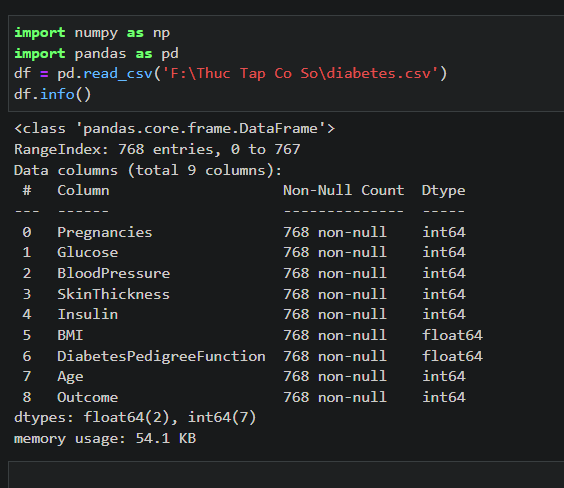 import numpy as np
import pandas as pd
df = pd.read_csv('F:\Thuc Tap Co So\diabetes.csv')
df.info()
<class 'pandas.core.frame.DataFrame'>
RangeIndex: 768 entries, 0 to 767
Data columns (total 9 columns):
 #   Column                    Non-Null Count  Dtype
---  ------                    --------------  -----
 0   Pregnancies               768 non-null    int64
 1   Glucose                   768 non-null    int64
 2   BloodPressure             768 non-null    int64
 3   SkinThickness             768 non-null    int64
 4   Insulin                   768 non-null    int64
 5   BMI                       768 non-null    float64
 6   DiabetesPedigreeFunction  768 non-null    float64
 7   Age                       768 non-null    int64
 8   Outcome                   768 non-null    int64
dtypes: float64(2), int64(7)
memory usage: 54.1 KB